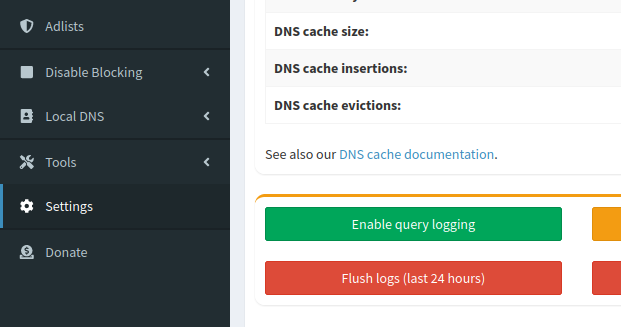 Adlists
Disable Blocking
Local DNS
Tools
Settings
Donate
DNS cache size:
DNS cache insertions:
DNS cache evictions:
See also our DNS cache documentation.
Enable query logging
Flush logs (last 24 hours)